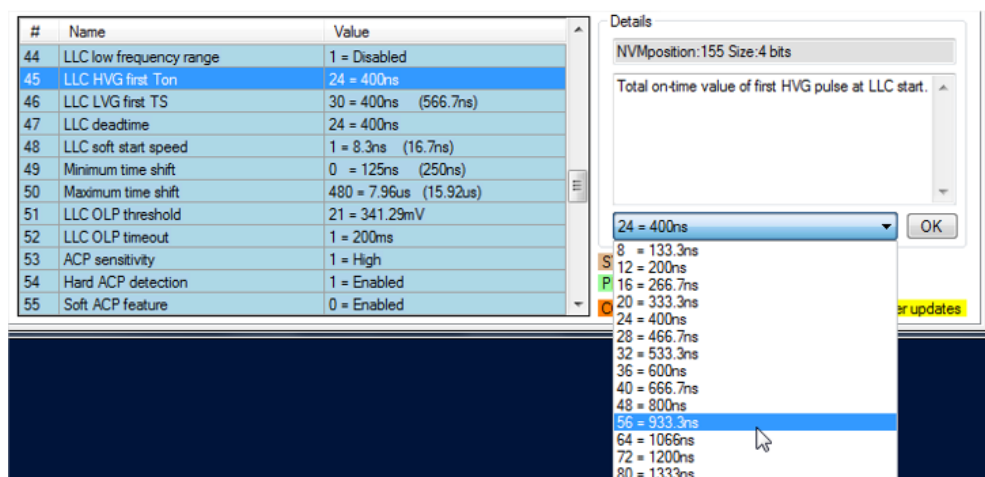 # Name Value
44 LLC low frequency range 1 = Disabled
45 LLC HVG first Ton 24 = 400ns
46 LLC LVG first TS 30 = 400ns (566.7ns)
47 LLC deadtime 24 = 400ns
48 LLC soft start speed 1 = 8.3ns (16.7ns)
49 Minimum time shift 0 = 125ns (250ns)
50 Maximum time shift 480 = 7.96us (15.92us)
51 LLC OLP threshold 21 = 341.29mV
52 LLC OLP timeout 1 = 200ms
53 ACP sensitivity 1 = High
54 Hard ACP detection 1 = Enabled
55 Soft ACP feature 0 = Enabled
Details
NVMposition:155 Size:4 bits
Total on-time value of first HVG pulse at LLC start.
24 = 400ns OK
8 = 133.3ns
12 = 200ns
16 = 266.7ns
20 = 333.3ns
24 = 400ns
28 = 466.7ns
32 = 533.3ns
36 = 600ns
40 = 666.7ns
48 = 800ns
56 = 933.3ns
64 = 1066ns
72 = 1200ns
80 = 1333ns
updates